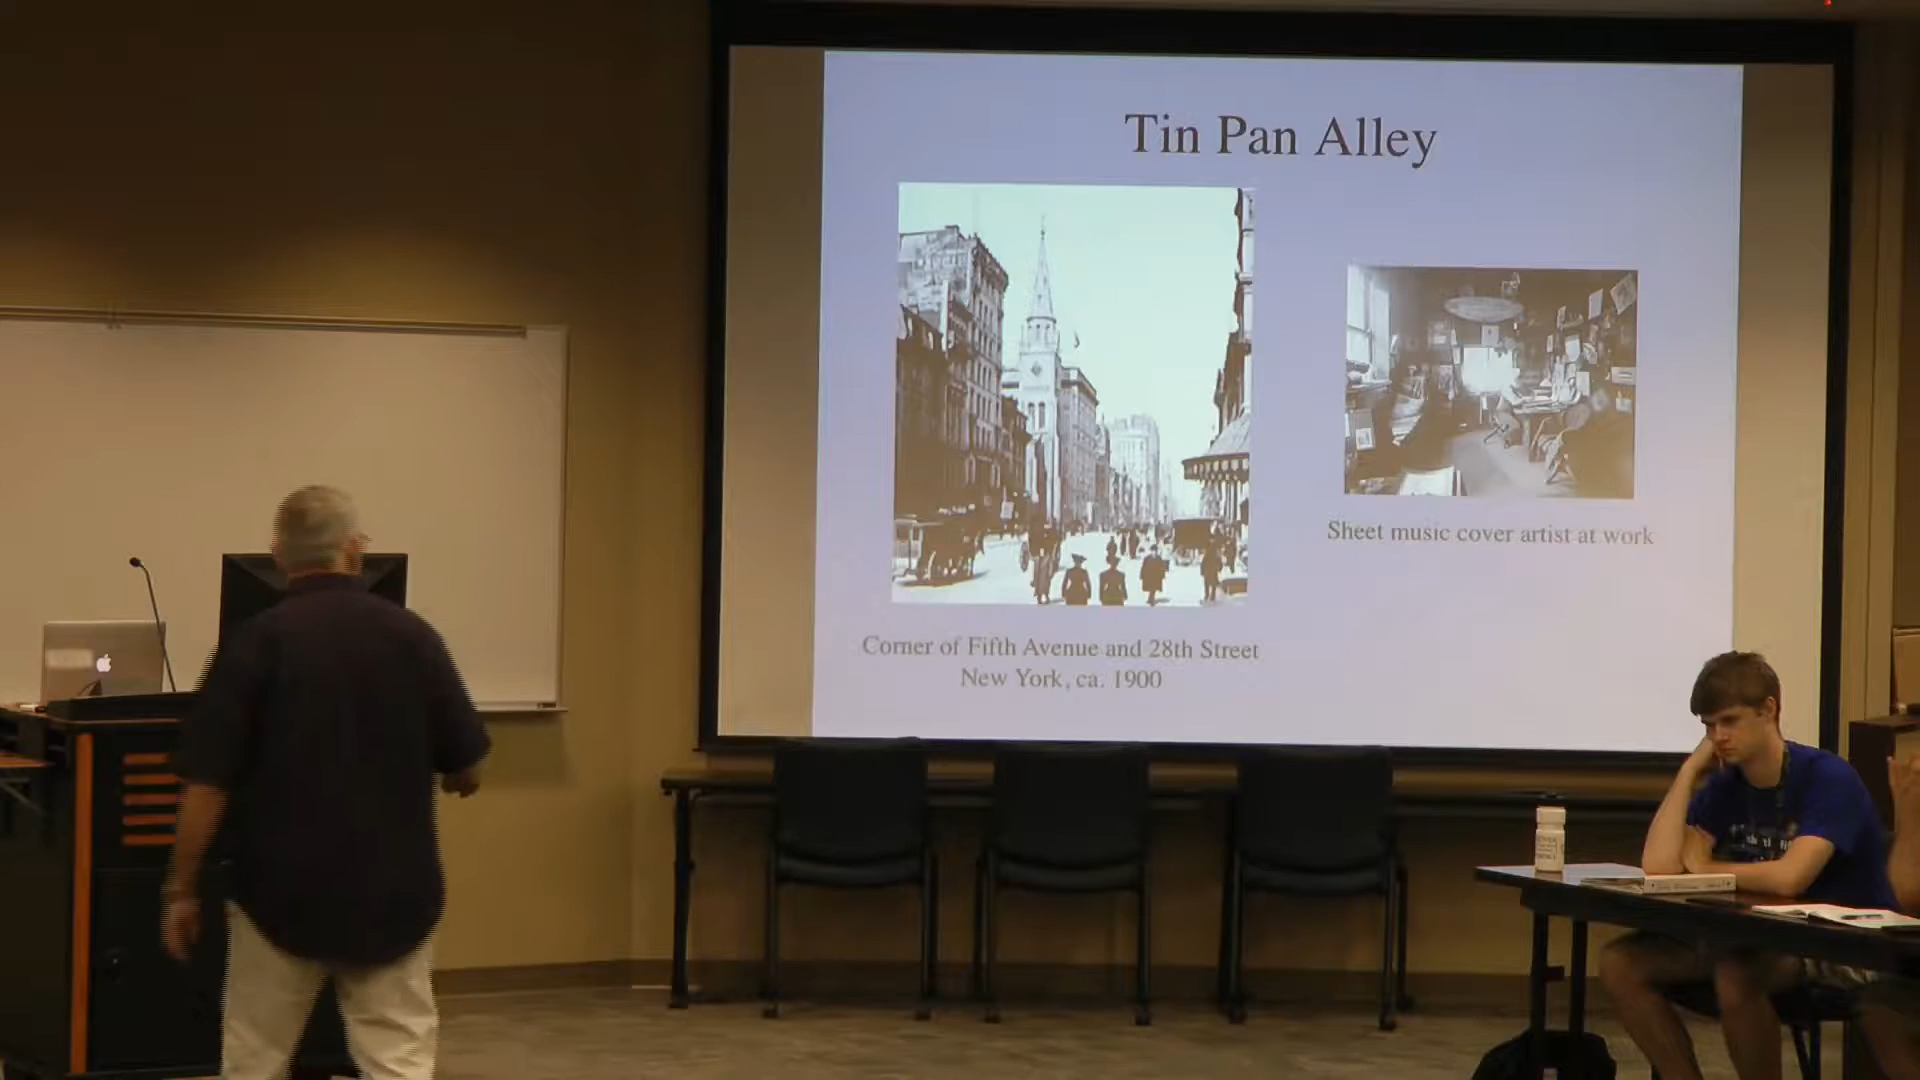 Tin Pan Alley
Sheet music cover artist at work
Corner of Fifth Avenue and 28th Street
New York, ca. 1900